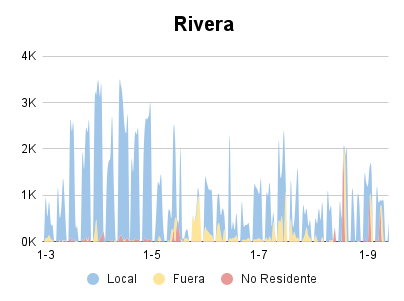 Rivera
4K
3K
2K
1K
0K
1-3 1-5 1-7 1-9
Local Fuera No Residente